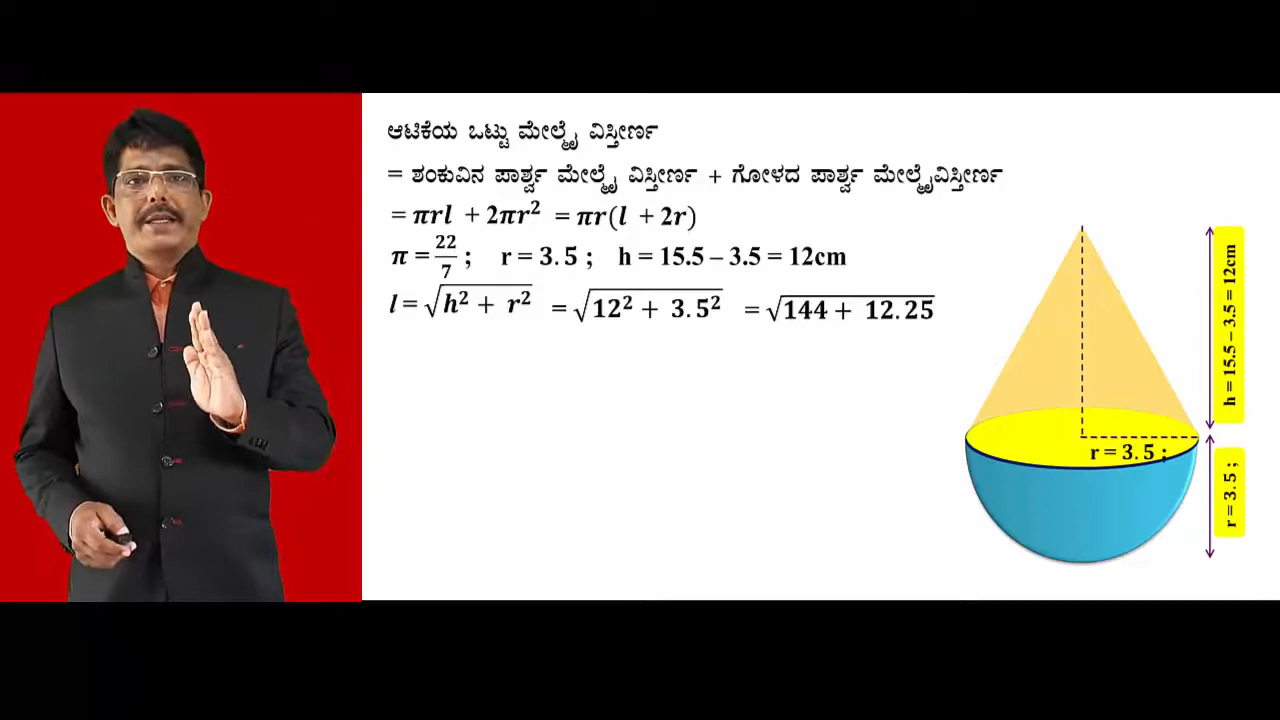 ಆಟಿಕೆಯ ಒಟ್ಟು ಮೇಲ್ಮೈ ವಿಸ್ತೀರ್ಣ
= ಶಂಕುವಿನ ಪಾರ್ಶ್ವ ಮೇಲ್ಮೈ ವಿಸ್ತೀರ್ಣ + ಗೋಳದ ಪಾರ್ಶ್ವ ಮೇಲ್ಮೈವಿಸ್ತೀರ್ಣ
= πrl + 2πr² = πr(l + 2r)
π = 22/7 ; r = 3.5 ; h = 15.5 – 3.5 = 12cm
l = √(h² + r²) = √(12² + 3.5²) = √(144 + 12.25)
h = 15.5 – 3.5 = 12cm
r = 3.5 ;
r = 3.5 ;